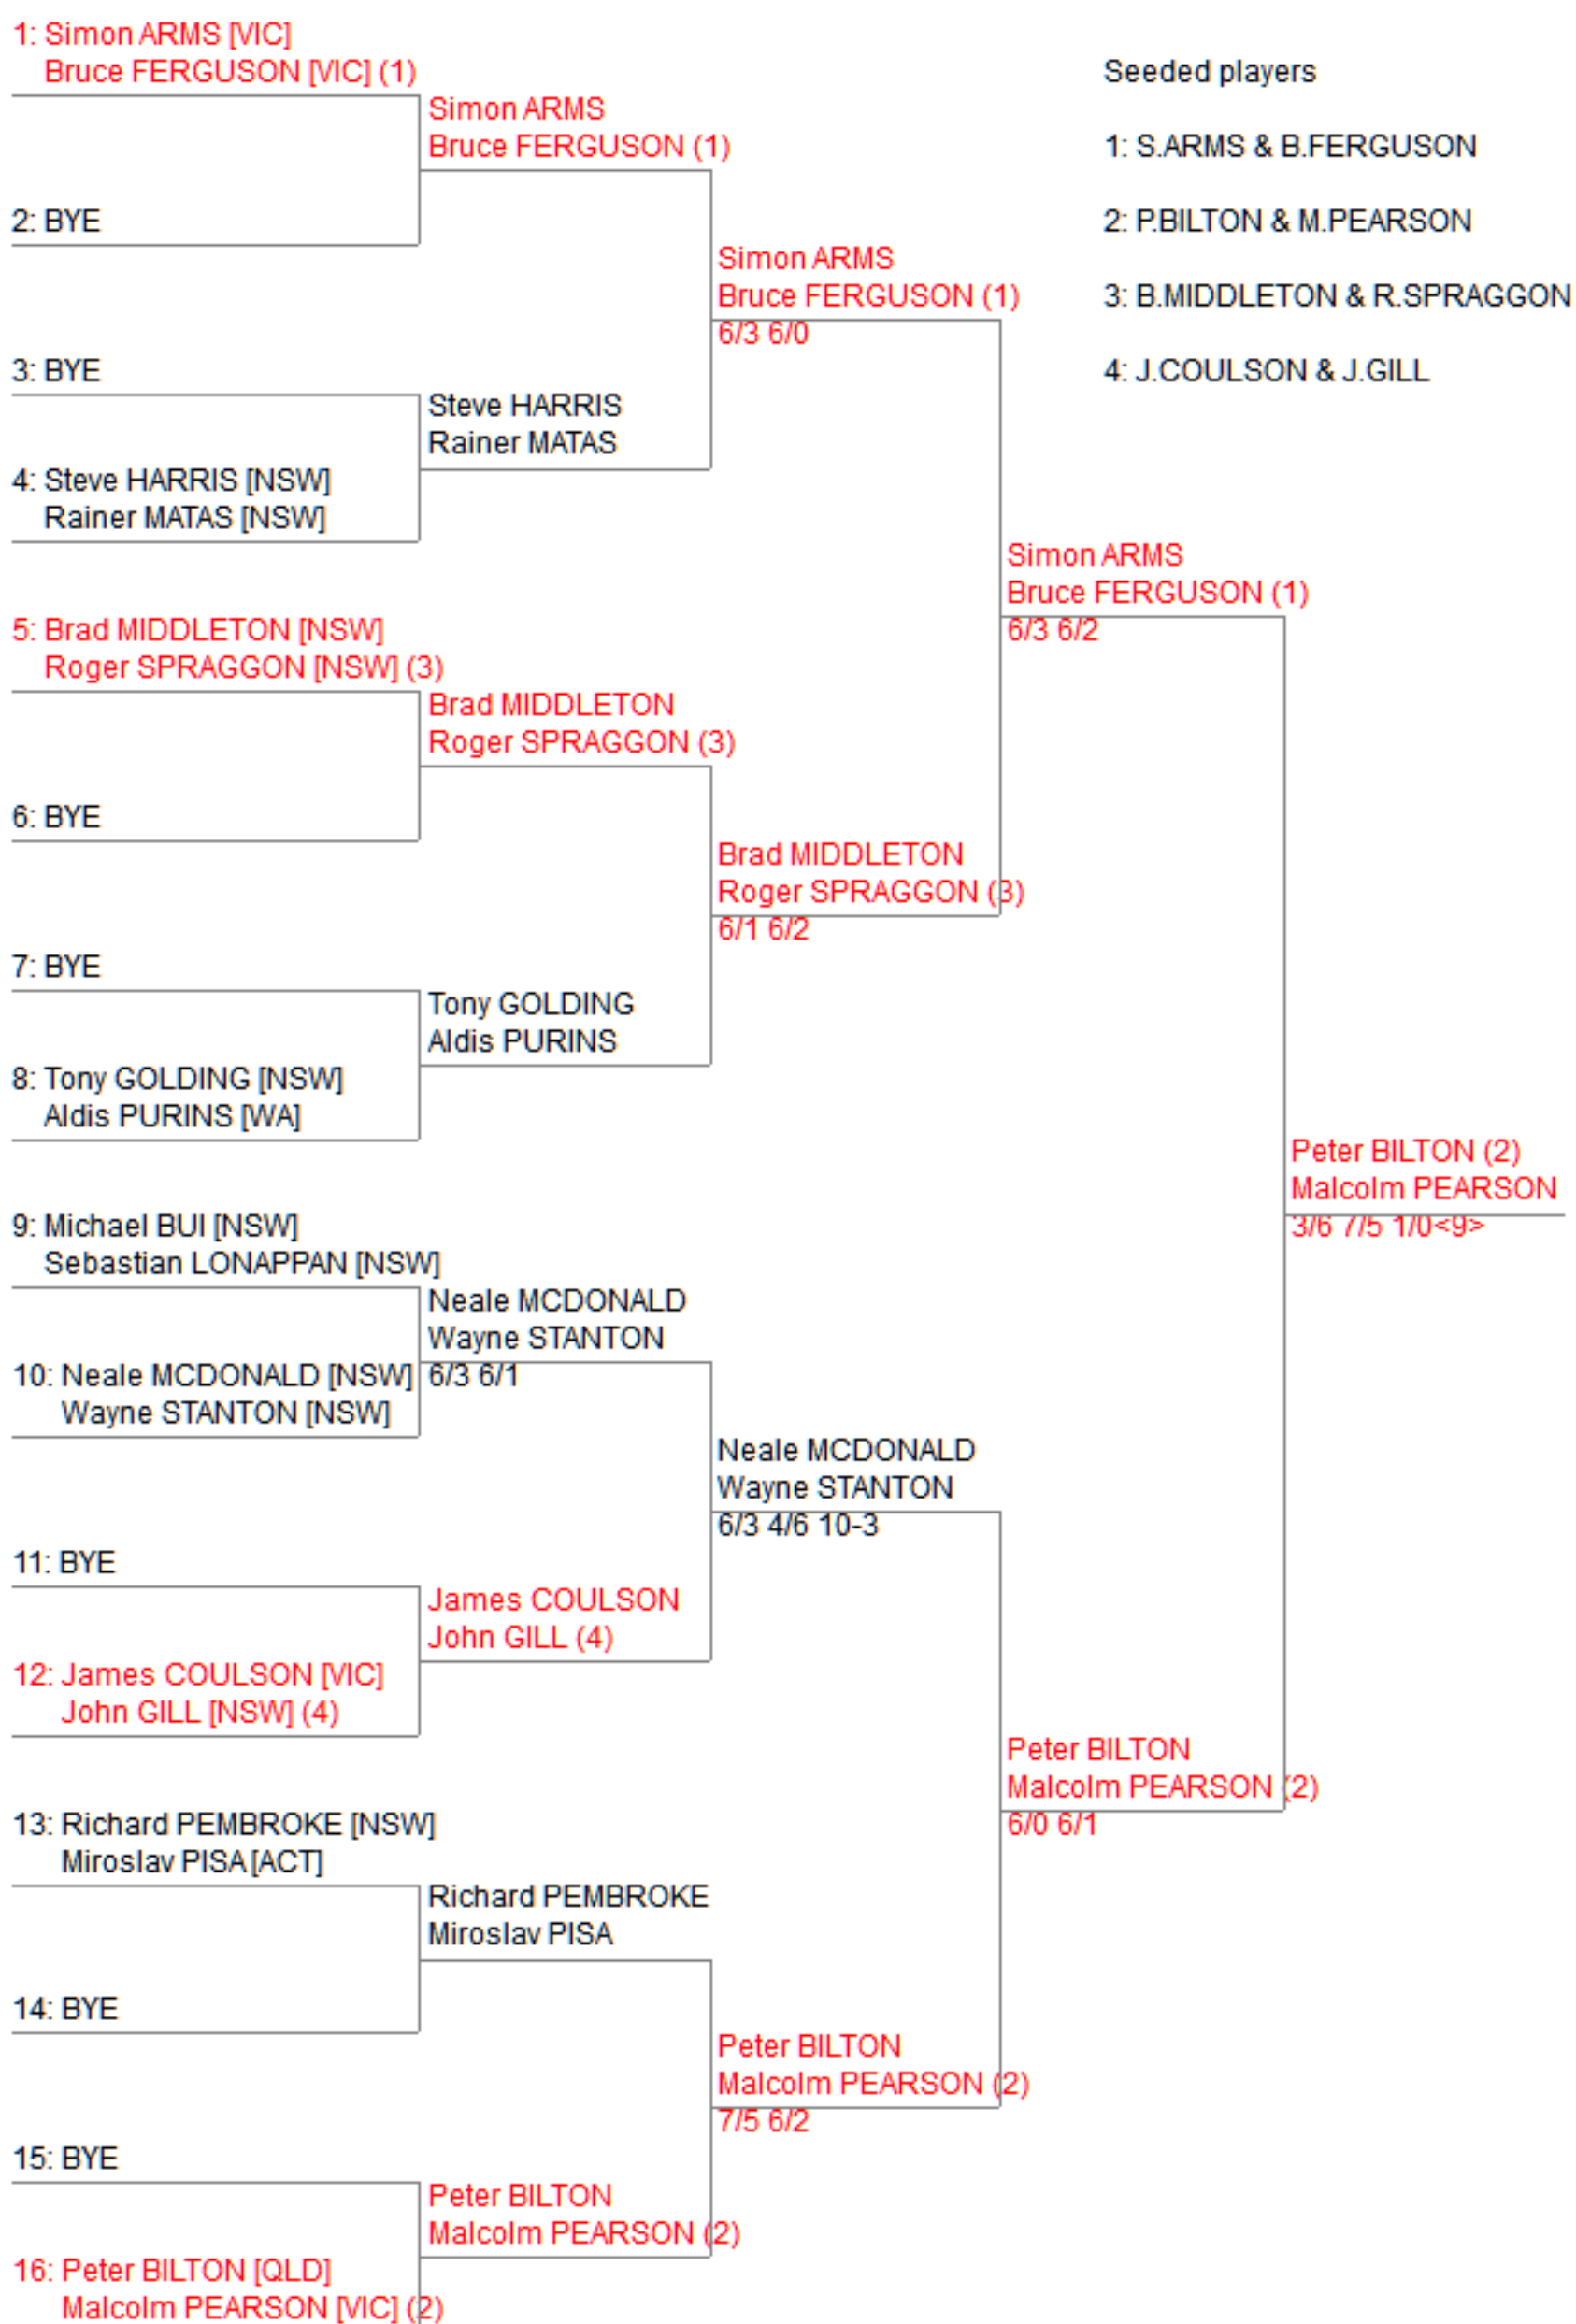 1: Simon ARMS [VIC]
Bruce FERGUSON [VIC] (1)
2: BYE
3: BYE
4: Steve HARRIS [NSW]
Rainer MATAS [NSW]
5: Brad MIDDLETON [NSW]
Roger SPRAGGON [NSW] (3)
6: BYE
7: BYE
8: Tony GOLDING [NSW]
Aldis PURINS [WA]
9: Michael BUI [NSW]
Sebastian LONAPPAN [NSW]
10: Neale MCDONALD [NSW]
Wayne STANTON [NSW]
11: BYE
12: James COULSON [VIC]
John GILL [NSW] (4)
13: Richard PEMBROKE [NSW]
Miroslav PISA [ACT]
14: BYE
15: BYE
16: Peter BILTON [QLD]
Malcolm PEARSON [VIC] (2)
Simon ARMS
Bruce FERGUSON (1)
Steve HARRIS
Rainer MATAS
Brad MIDDLETON
Roger SPRAGGON (3)
Tony GOLDING
Aldis PURINS
Neale MCDONALD
Wayne STANTON
6/3 6/1
James COULSON
John GILL (4)
Richard PEMBROKE
Miroslav PISA
Peter BILTON
Malcolm PEARSON (2)
Simon ARMS
Bruce FERGUSON (1)
6/3 6/0
Brad MIDDLETON
Roger SPRAGGON (3)
6/1 6/2
Neale MCDONALD
Wayne STANTON
6/3 4/6 10-3
Peter BILTON
Malcolm PEARSON (2)
7/5 6/2
Simon ARMS
Bruce FERGUSON (1)
6/3 6/2
Peter BILTON
Malcolm PEARSON (2)
6/0 6/1
Peter BILTON (2)
Malcolm PEARSON
3/6 7/5 1/0<9>
Seeded players
1: S.ARMS & B.FERGUSON
2: P.BILTON & M.PEARSON
3: B.MIDDLETON & R.SPRAGGON
4: J.COULSON & J.GILL